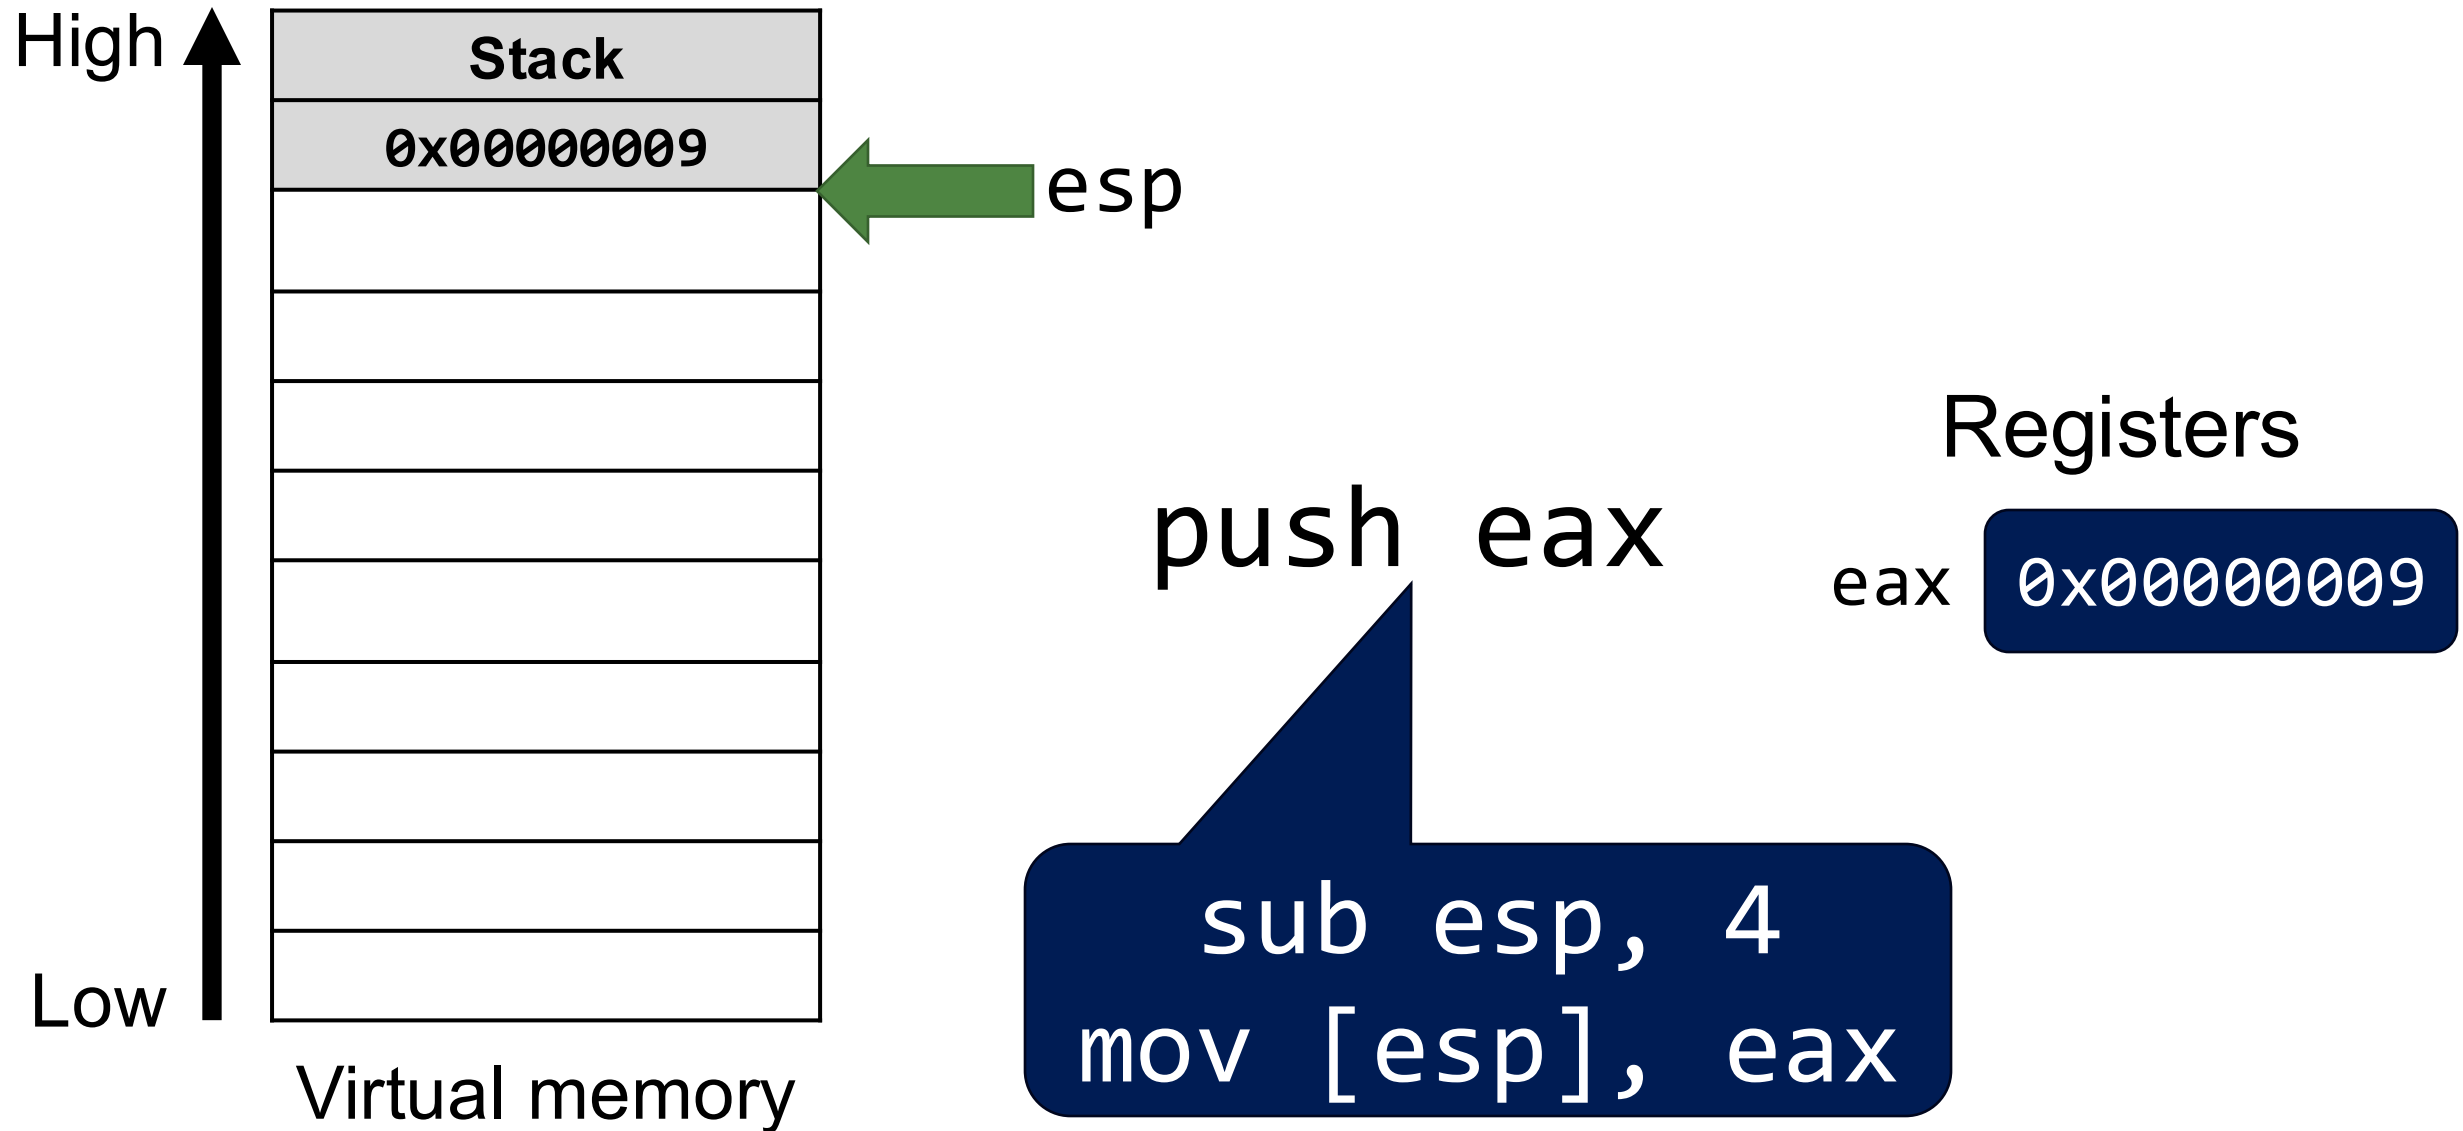 High
Stack
0x00000009
esp
Registers
push eax
eax
0x00000009
sub esp, 4
mov [esp], eax
Low
Virtual memory